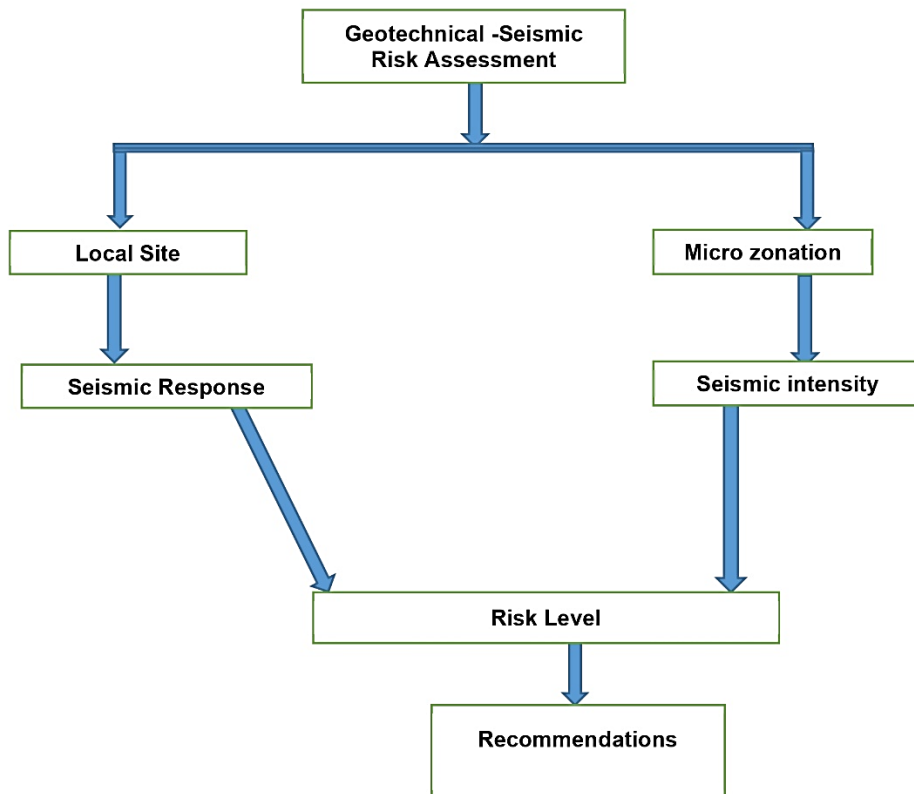 Geotechnical -Seismic
Risk Assessment
Local Site
Micro zonation
Seismic Response
Seismic intensity
Risk Level
Recommendations